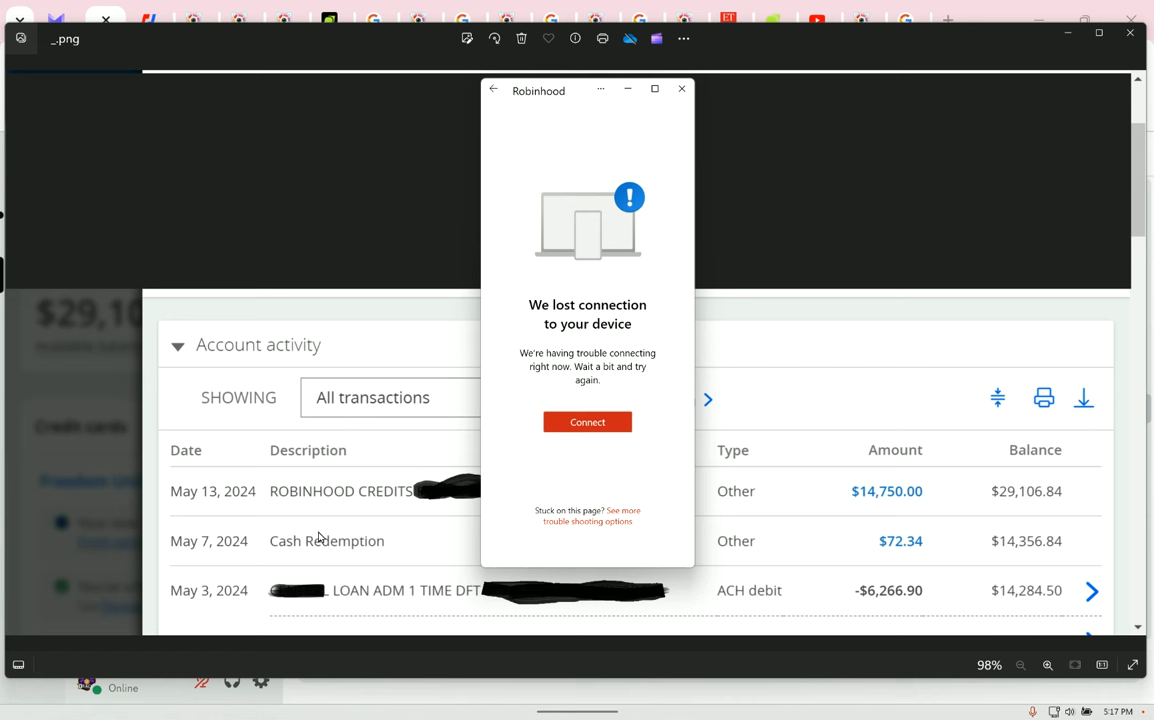 _.png
Robinhood
We lost connection
to your device
We're having trouble connecting
right now. Wait a bit and try
again.
Connect
Stuck on this page? See more
trouble shooting options
$29,10
Account activity
SHOWING All transactions
Date Description Type Amount Balance
May 13, 2024 ROBINHOOD CREDITS Other $14,750.00 $29,106.84
May 7, 2024 Cash Redemption Other $72.34 $14,356.84
May 3, 2024 LOAN ADM 1 TIME DFT ACH debit -$6,266.90 $14,284.50
Credit cards
98%
Online
5:17 PM